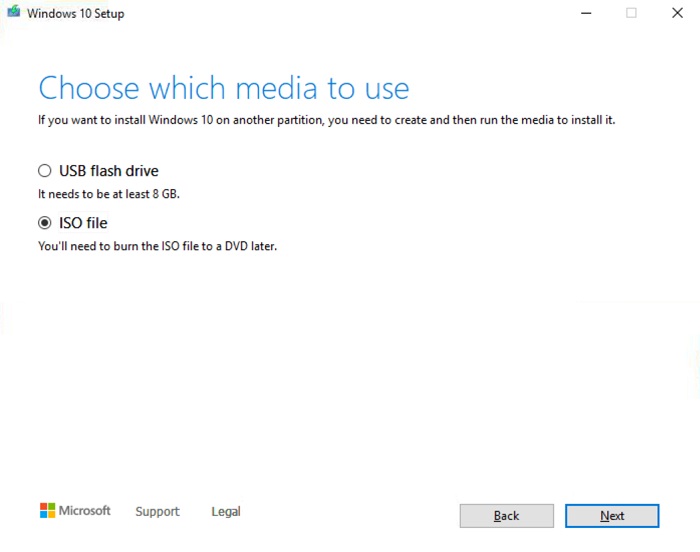 Windows 10 Setup
Choose which media to use
If you want to install Windows 10 on another partition, you need to create and then run the media to install it.
USB flash drive
It needs to be at least 8 GB.
ISO file
You'll need to burn the ISO file to a DVD later.
Microsoft Support Legal Back Next